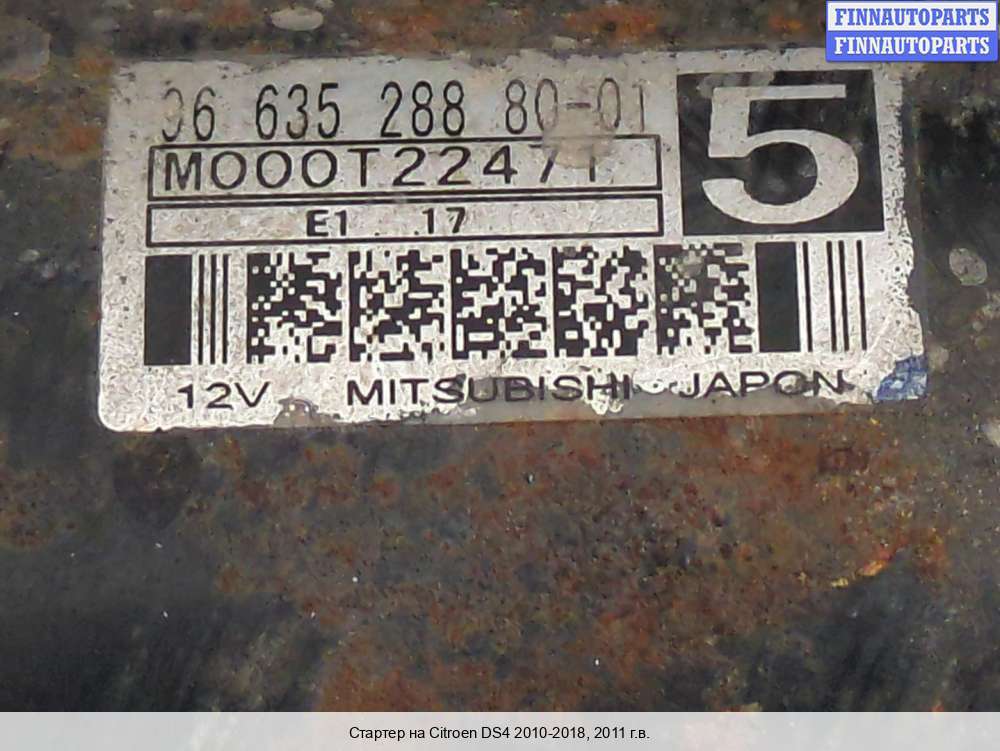 FINNAUTOPARTS
FINNAUTOPARTS
96 635 288 80-01
M000T22471
5
E1 17
12V MITSUBISHI JAPON
Стартер на Citroen DS4 2010-2018, 2011 г.в.